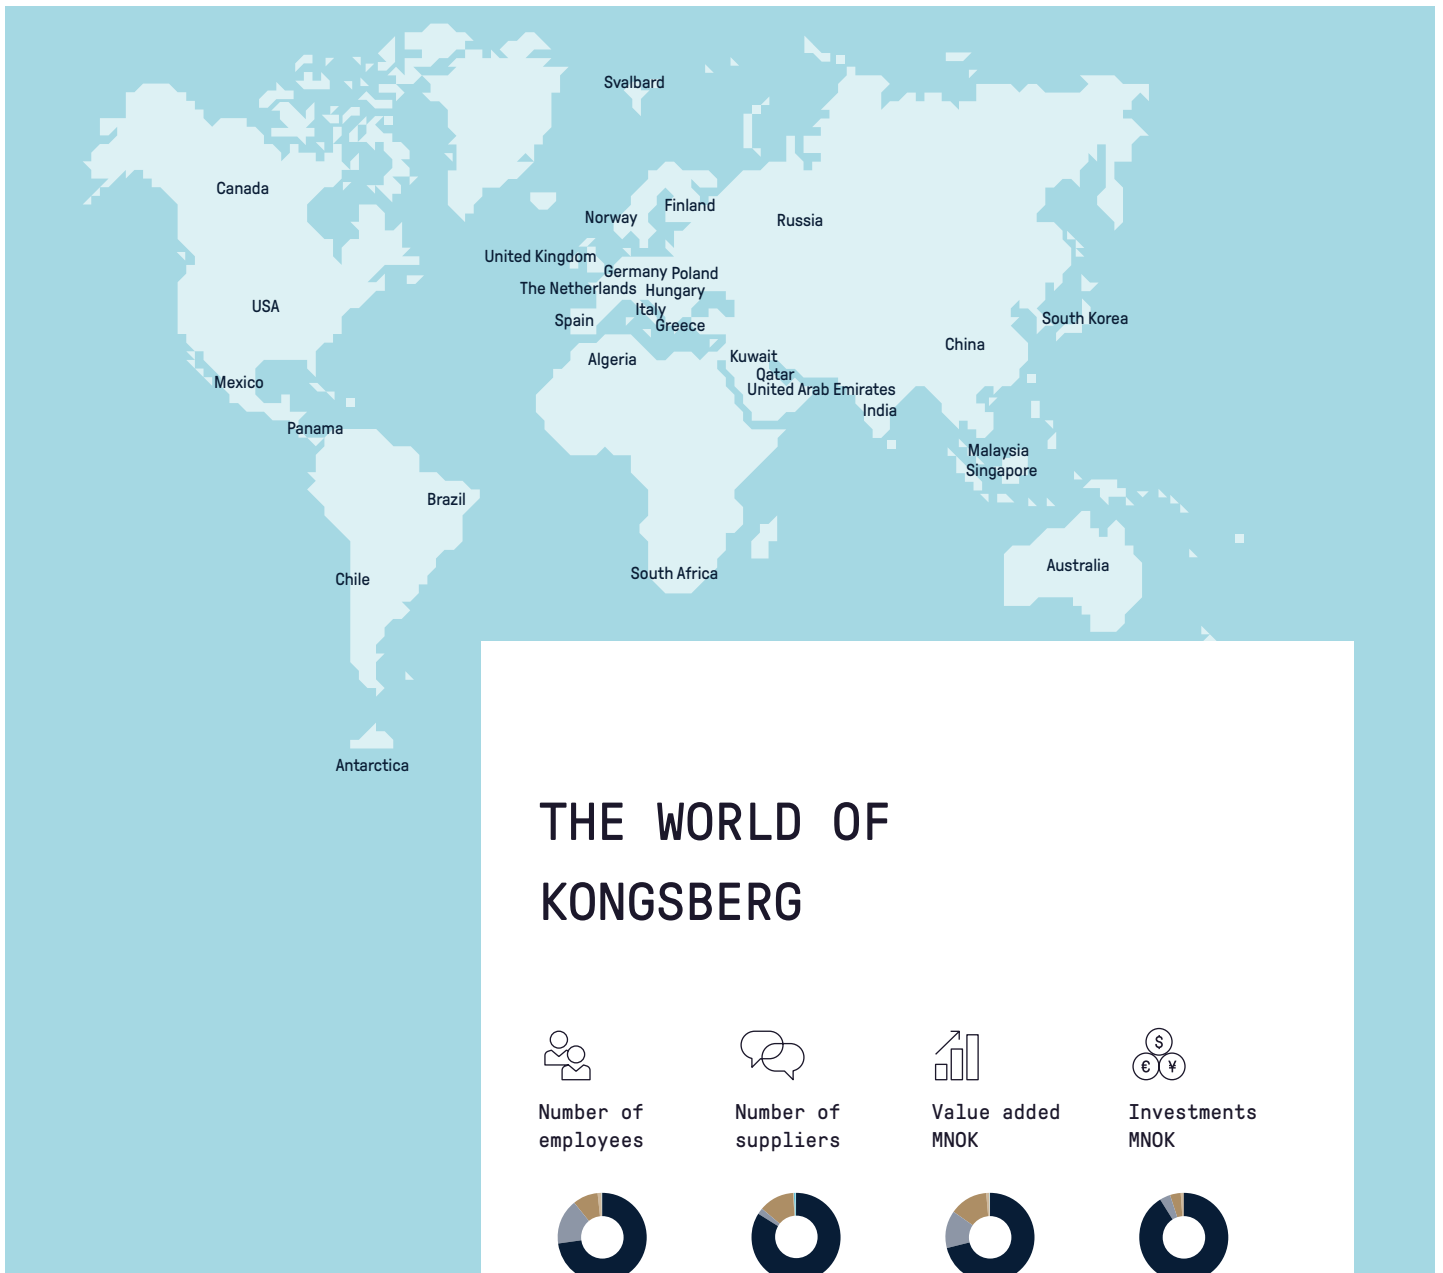 Svalbard
Canada
Finland
Norway
Russia
United Kingdom
Germany
Poland
The Netherlands
Hungary
USA
Italy
South Korea
Spain
Greece
China
Kuwait
Algeria
Qatar
Mexico
United Arab Emirates
India
Panama
Malaysia
Singapore
Brazil
Australia
South Africa
Chile
Antarctica
THE WORLD OF
KONGSBERG
$
€ ¥
Number of
employees
Number of
suppliers
Value added
MNOK
Investments
MNOK